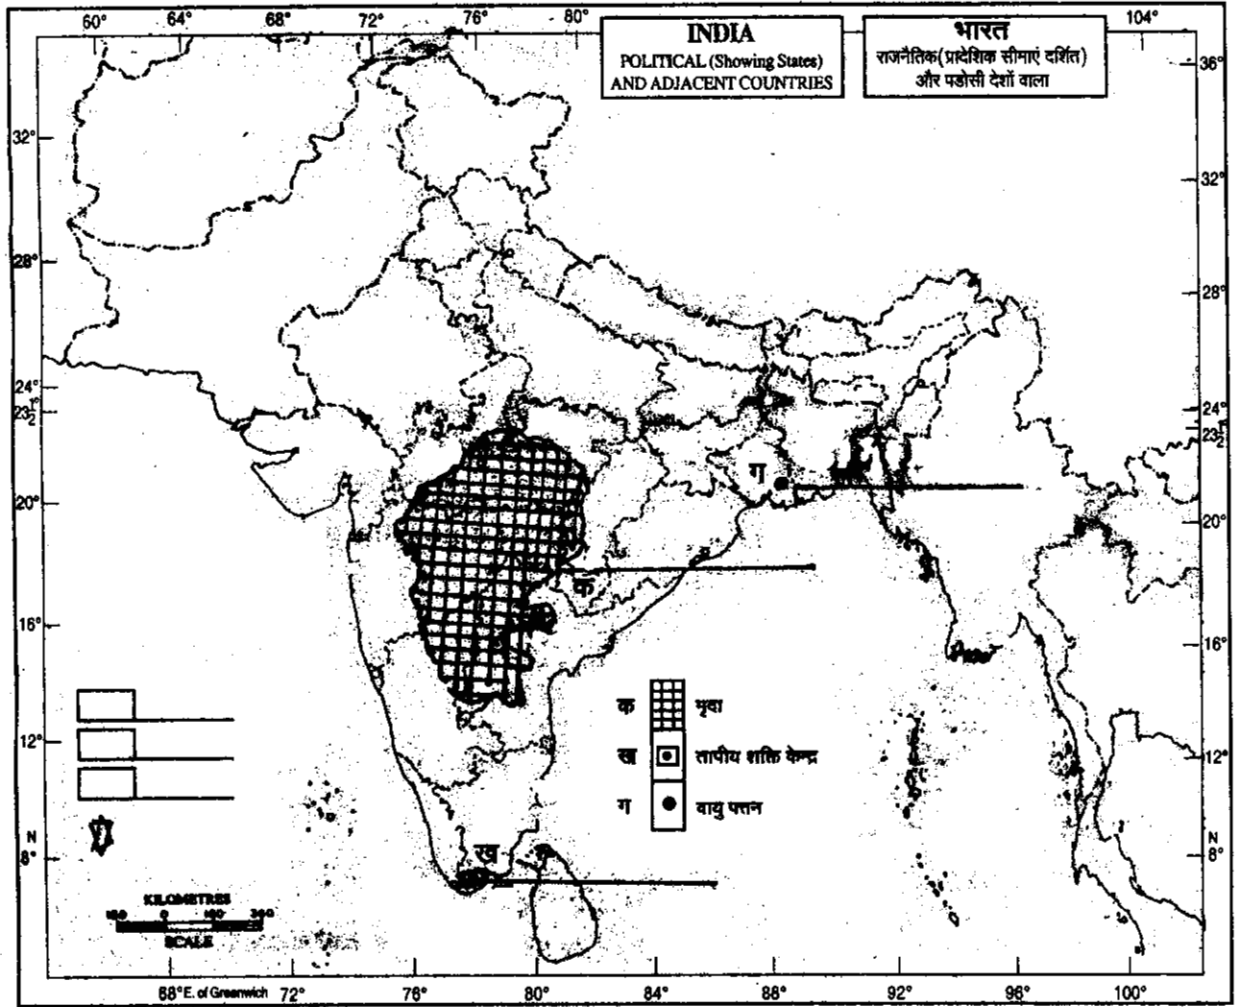 60° 64° 68° 72° 76° 80° 104°
INDIA
POLITICAL (Showing States)
AND ADJACENT COUNTRIES
भारत
राजनैतिक(प्रादेशिक सीमाएं दर्शित)
और पडोसी देशों वाला
36°
32°
32°
28°
28°
24°
24°
ग
20°
20°
क
16°
16°
क मृदा
ख तापीय शक्ति केन्द्र
ग वायु पत्तन
12°
12°
N
8°
N
8°
ख
KILOMETRES
0
SCALE
68° E. of Greenwich 72° 76° 80° 84° 88° 92° 96° 100°